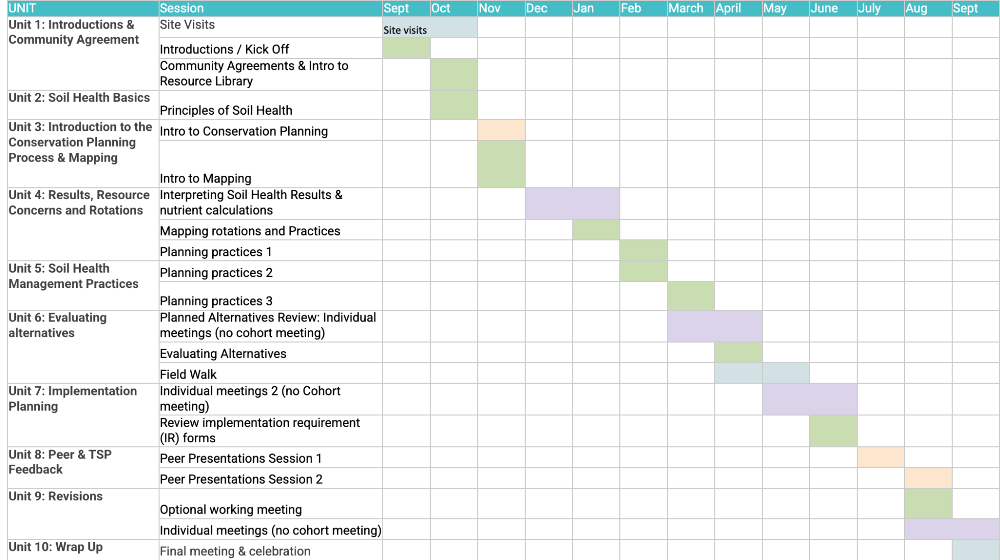 UNIT Session Sept Oct Nov Dec Jan Feb March April May June July Aug Sept
Unit 1: Introductions &
Community Agreement
Site Visits
Site visits
Introductions / Kick Off
Community Agreements & Intro to
Resource Library
Unit 2: Soil Health Basics
Principles of Soil Health
Unit 3: Introduction to the
Conservation Planning
Process & Mapping
Intro to Conservation Planning
Intro to Mapping
Unit 4: Results, Resource
Concerns and Rotations
Interpreting Soil Health Results &
nutrient calculations
Mapping rotations and Practices
Planning practices 1
Unit 5: Soil Health
Management Practices
Planning practices 2
Planning practices 3
Unit 6: Evaluating
alternatives
Planned Alternatives Review: Individual
meetings (no cohort meeting)
Evaluating Alternatives
Field Walk
Unit 7: Implementation
Planning
Individual meetings 2 (no Cohort
meeting)
Review implementation requirement
(IR) forms
Unit 8: Peer & TSP
Feedback
Peer Presentations Session 1
Peer Presentations Session 2
Unit 9: Revisions
Optional working meeting
Individual meetings (no cohort meeting)
Unit 10: Wrap Up
Final meeting & celebration